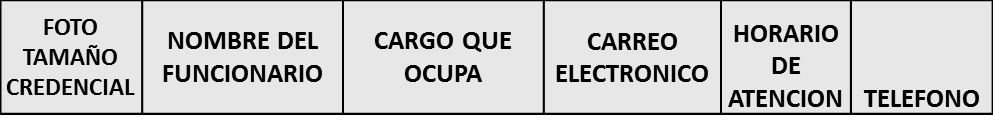 FOTO
TAMAÑO
CREDENCIAL
NOMBRE DEL
FUNCIONARIO
CARGO QUE
OCUPA
CARREO
ELECTRONICO
HORARIO
DE
ATENCION
TELEFONO